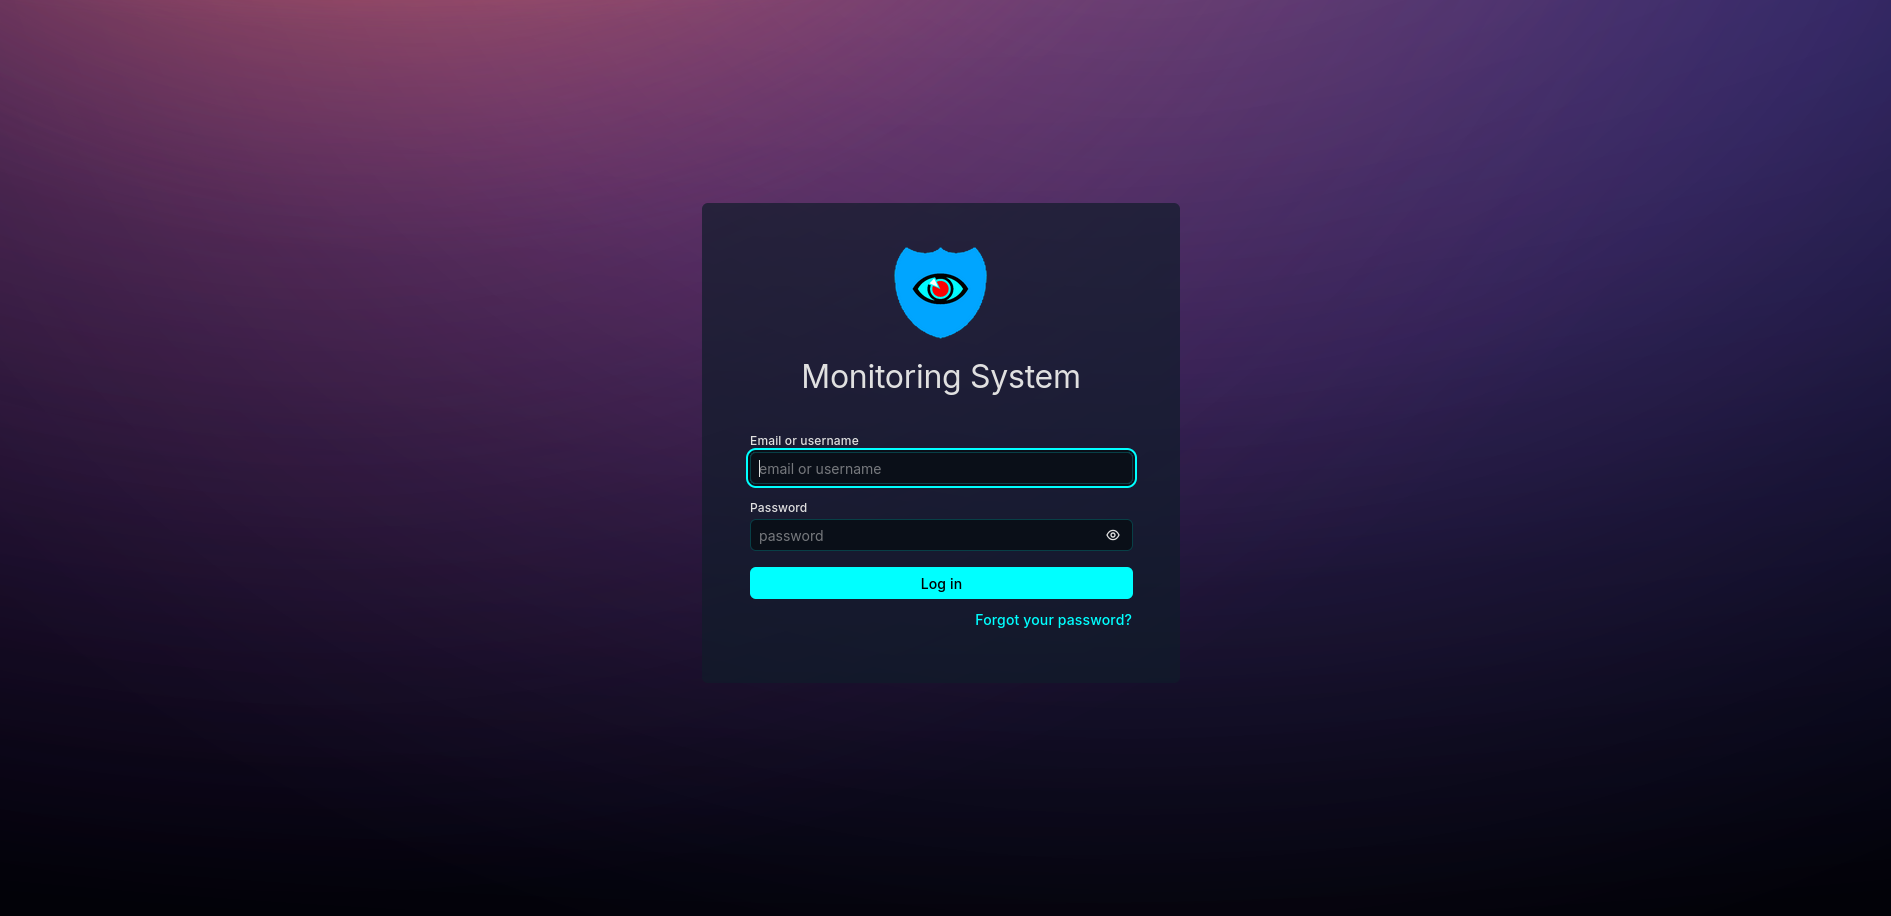 Monitoring System
Email or username
email or username
Password
password
Log in
Forgot your password?